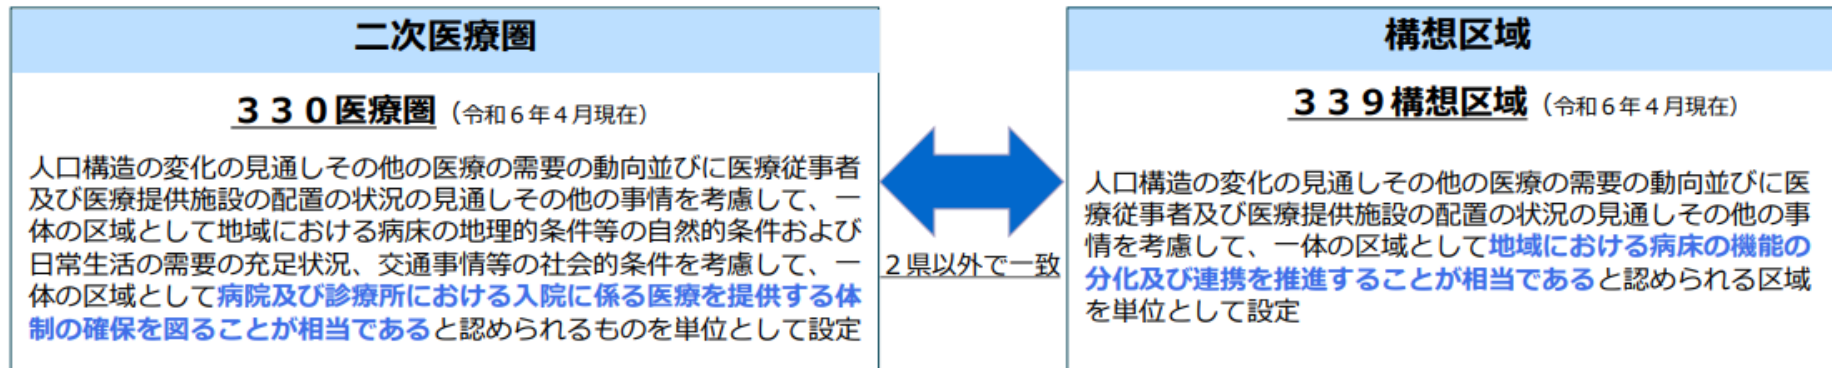 二次医療圏
３３０医療圏（令和６年４月現在）
人口構造の変化の見通しその他の医療の需要の動向並びに医療従事者
及び医療提供施設の配置の状況の見通しその他の事情を考慮して、一
体の区域として地域における病床の地理的条件等の自然的条件および
日常生活の需要の充足状況、交通事情等の社会的条件を考慮して、一
体の区域として病院及び診療所における入院に係る医療を提供する体
制の確保を図ることが相当であると認められるものを単位として設定
２県以外で一致
構想区域
３３９構想区域（令和６年４月現在）
人口構造の変化の見通しその他の医療の需要の動向並びに医
療従事者及び医療提供施設の配置の状況の見通しその他の事
情を考慮して、一体の区域として地域における病床の機能の
分化及び連携を推進することが相当であると認められる区域
を単位として設定